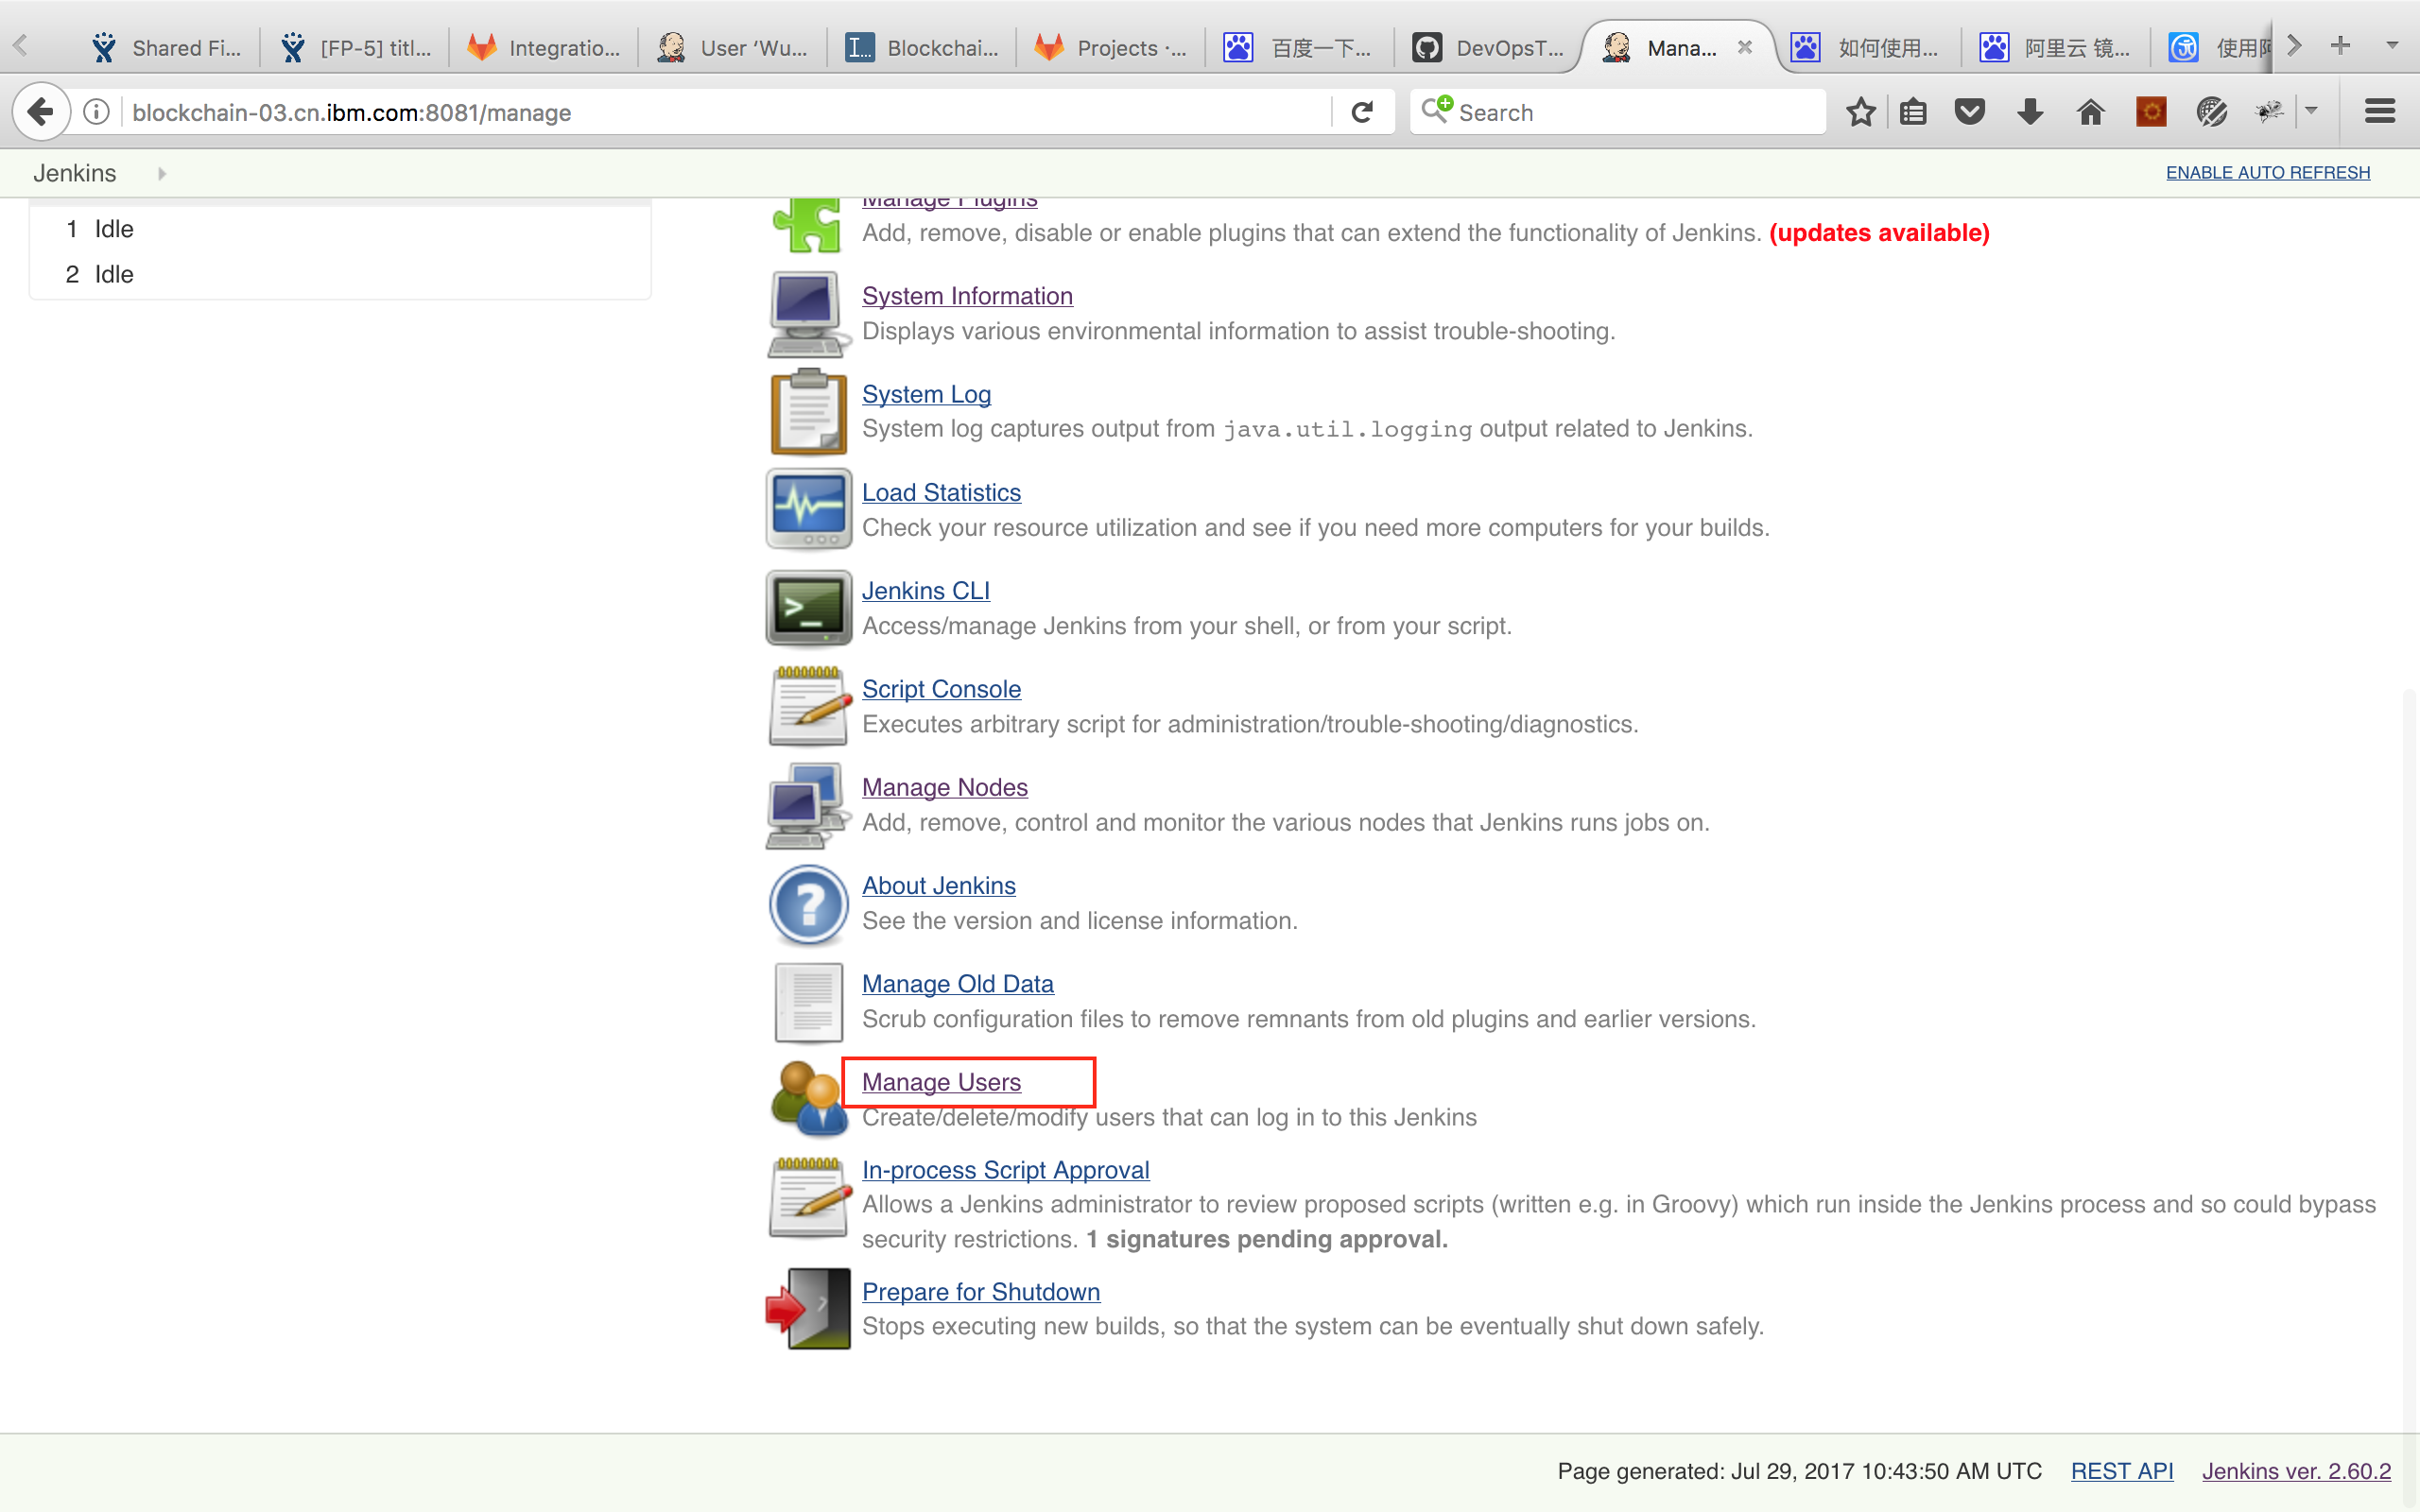 Shared Fi...
[FP-5] titl...
Integratio...
User ‘Wu...
I...
Blockchai...
Projects ·...
百度一下...
DevOpsT...
Mana...
如何使用...
阿里云 镜...
使用阿
blockchain-03.cn.ibm.com:8081/manage
Search
Jenkins
ENABLE AUTO REFRESH
1 Idle
2 Idle
Manage Plugins
Add, remove, disable or enable plugins that can extend the functionality of Jenkins. (updates available)
System Information
Displays various environmental information to assist trouble-shooting.
System Log
System log captures output from java.util.logging output related to Jenkins.
Load Statistics
Check your resource utilization and see if you need more computers for your builds.
Jenkins CLI
Access/manage Jenkins from your shell, or from your script.
Script Console
Executes arbitrary script for administration/trouble-shooting/diagnostics.
Manage Nodes
Add, remove, control and monitor the various nodes that Jenkins runs jobs on.
About Jenkins
See the version and license information.
Manage Old Data
Scrub configuration files to remove remnants from old plugins and earlier versions.
Manage Users
Create/delete/modify users that can log in to this Jenkins
In-process Script Approval
Allows a Jenkins administrator to review proposed scripts (written e.g. in Groovy) which run inside the Jenkins process and so could bypass
security restrictions. 1 signatures pending approval.
Prepare for Shutdown
Stops executing new builds, so that the system can be eventually shut down safely.
Page generated: Jul 29, 2017 10:43:50 AM UTC
REST API
Jenkins ver. 2.60.2